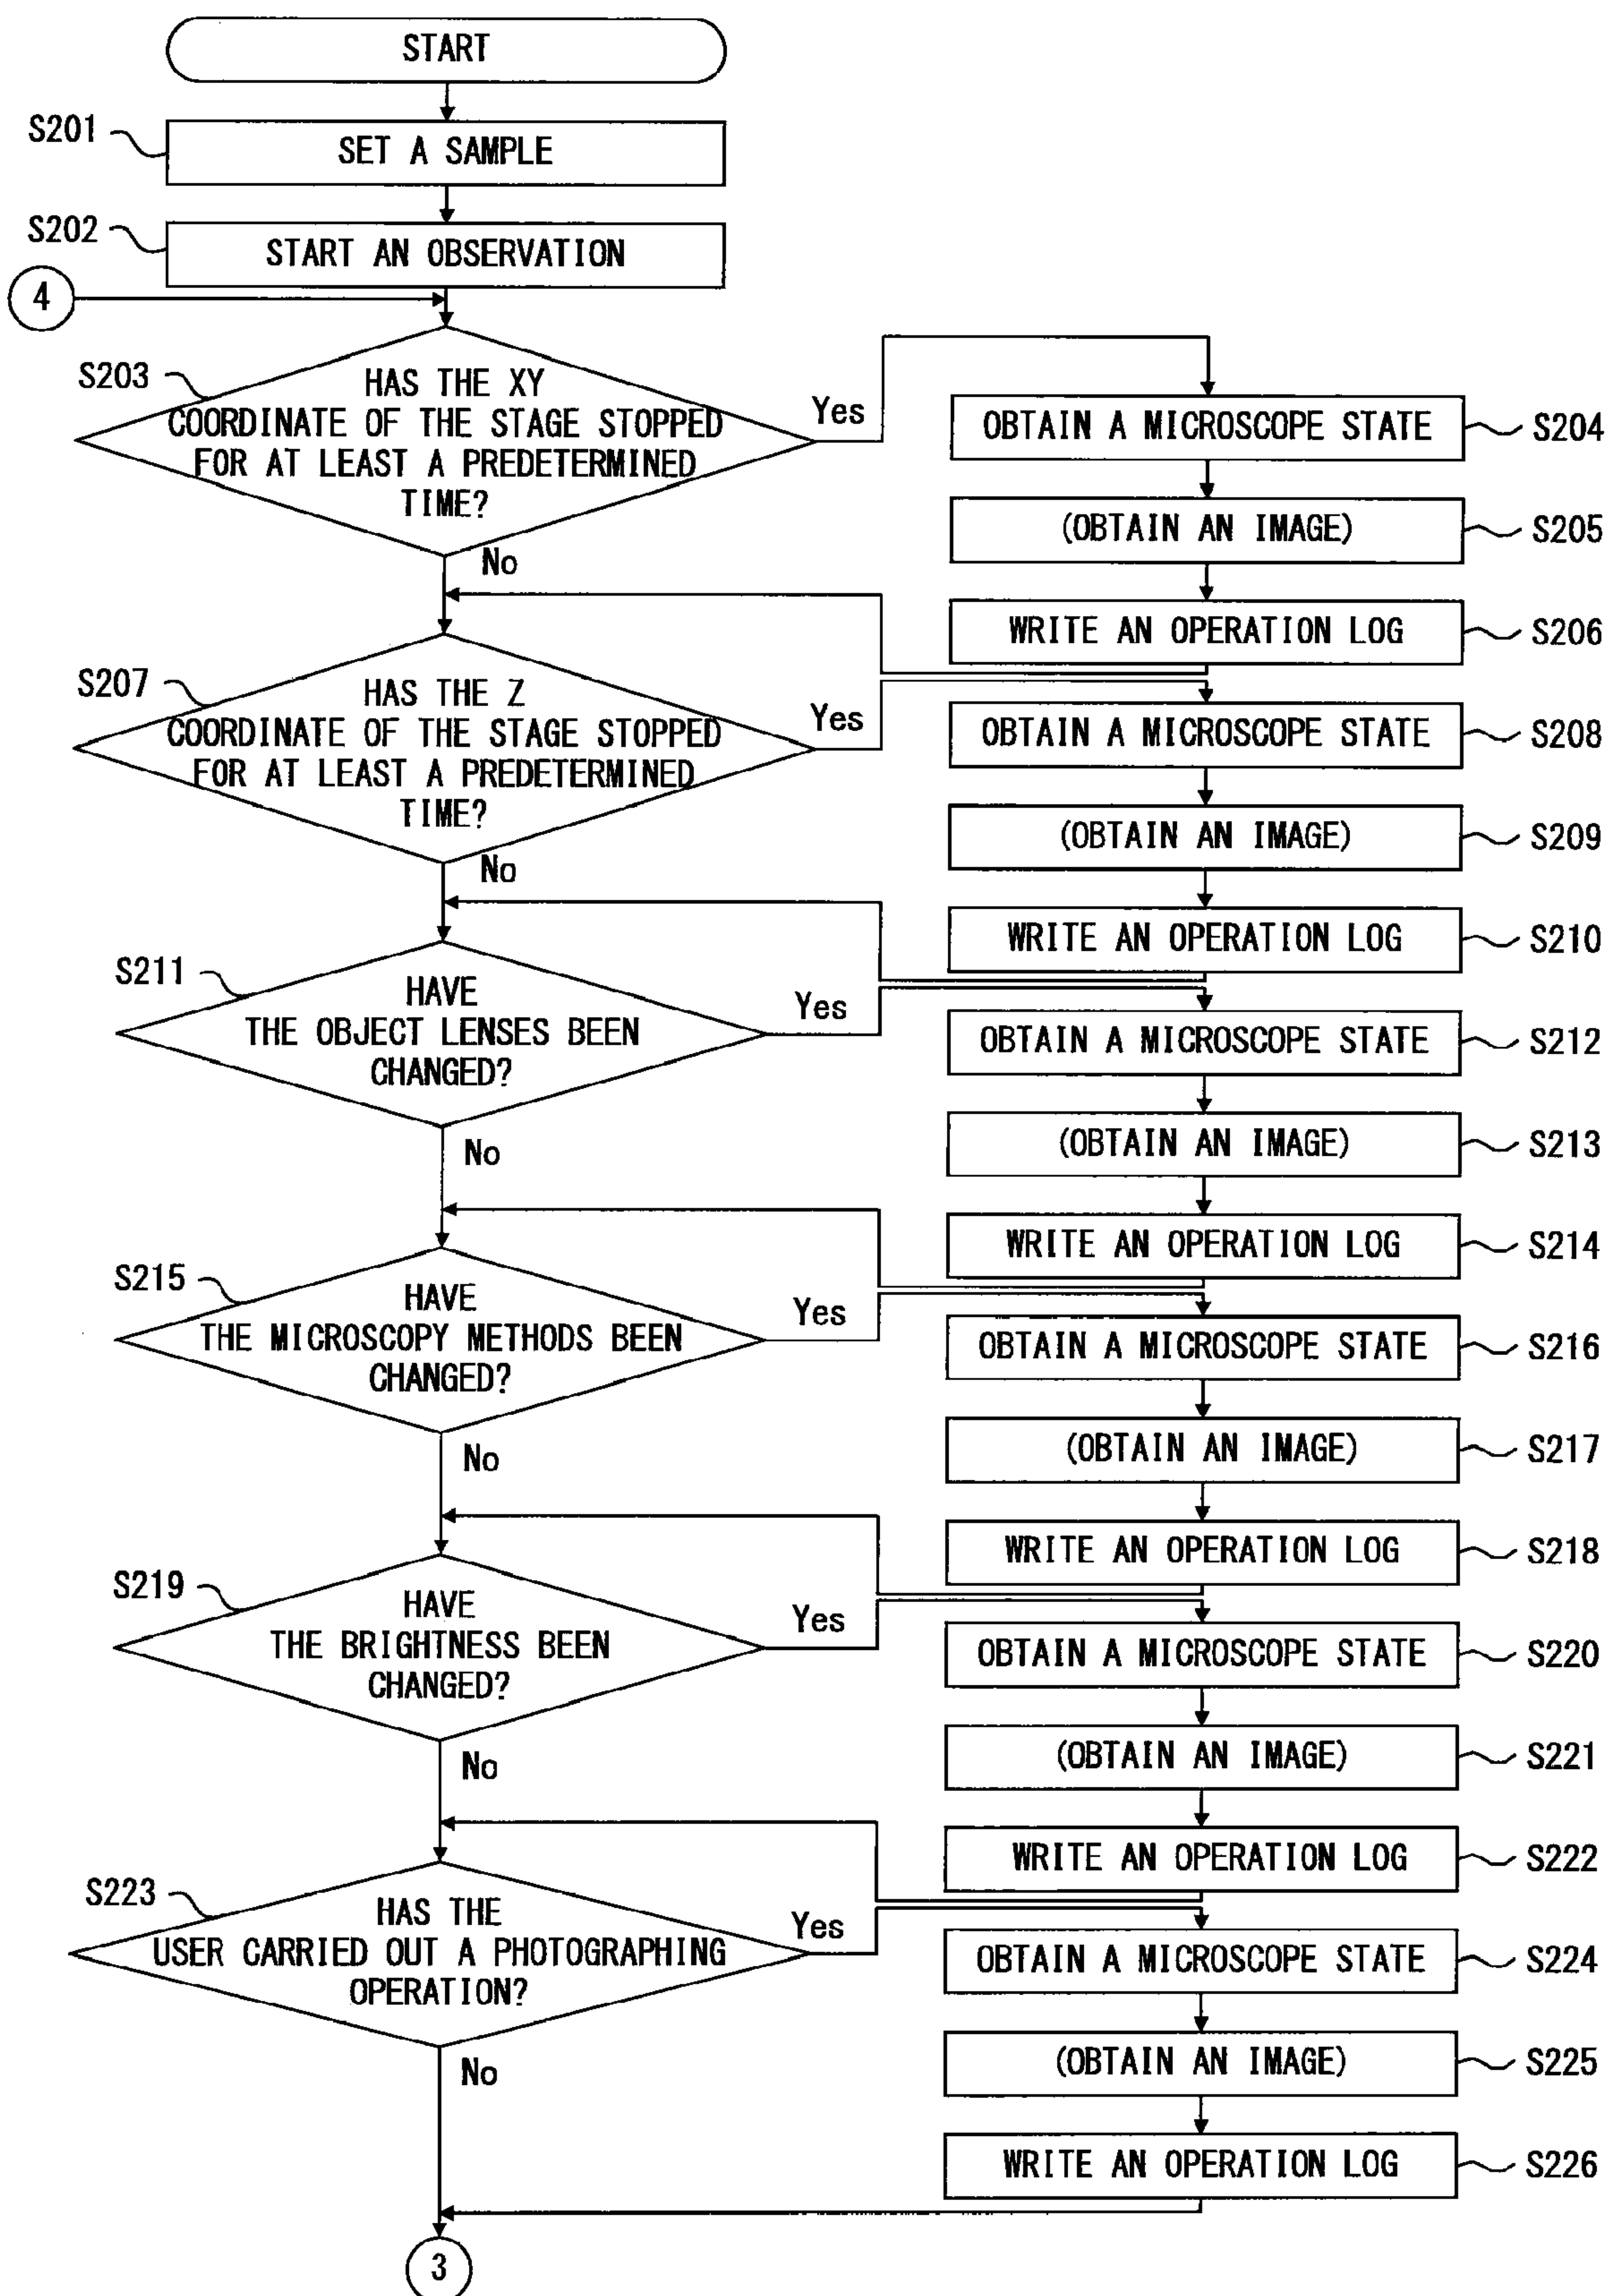 START
S201
SET A SAMPLE
S202
START AN OBSERVATION
4
S203
HAS THE XY
COORDINATE OF THE STAGE STOPPED
FOR AT LEAST A PREDETERMINED
TIME?
Yes
No
OBTAIN A MICROSCOPE STATE
S204
(OBTAIN AN IMAGE)
S205
WRITE AN OPERATION LOG
S206
S207
HAS THE Z
COORDINATE OF THE STAGE STOPPED
FOR AT LEAST A PREDETERMINED
TIME?
Yes
No
OBTAIN A MICROSCOPE STATE
S208
(OBTAIN AN IMAGE)
S209
WRITE AN OPERATION LOG
S210
S211
HAVE
THE OBJECT LENSES BEEN
CHANGED?
Yes
No
OBTAIN A MICROSCOPE STATE
S212
(OBTAIN AN IMAGE)
S213
WRITE AN OPERATION LOG
S214
S215
HAVE
THE MICROSCOPY METHODS BEEN
CHANGED?
Yes
No
OBTAIN A MICROSCOPE STATE
S216
(OBTAIN AN IMAGE)
S217
WRITE AN OPERATION LOG
S218
S219
HAVE
THE BRIGHTNESS BEEN
CHANGED?
Yes
No
OBTAIN A MICROSCOPE STATE
S220
(OBTAIN AN IMAGE)
S221
WRITE AN OPERATION LOG
S222
S223
HAS THE
USER CARRIED OUT A PHOTOGRAPHING
OPERATION?
Yes
No
OBTAIN A MICROSCOPE STATE
S224
(OBTAIN AN IMAGE)
S225
WRITE AN OPERATION LOG
S226
3